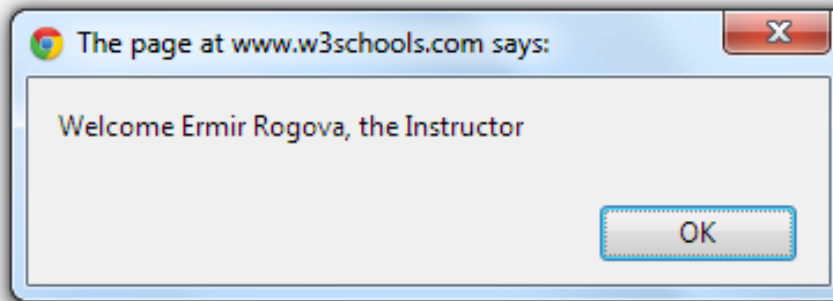 The page at www.w3schools.com says:
Welcome Ermir Rogova, the Instructor
OK